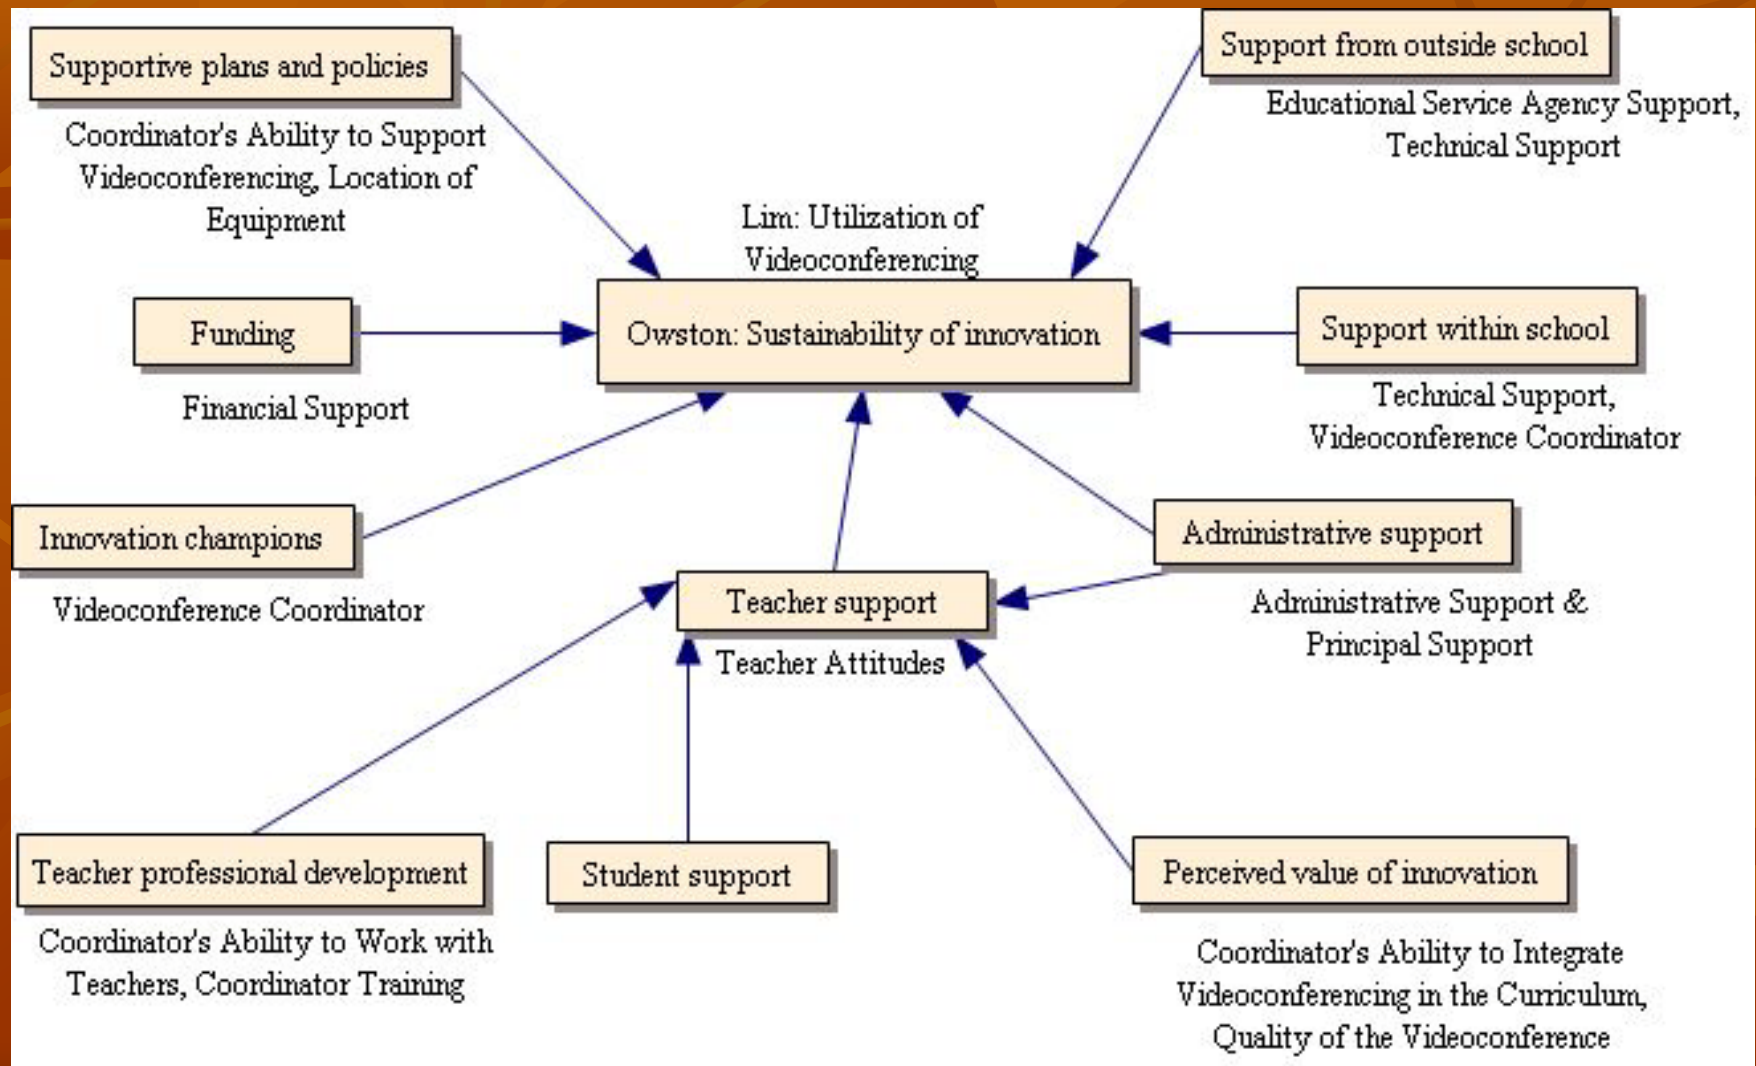 Supportive plans and policies
Coordinator's Ability to Support
Videoconferencing, Location of
Equipment
Support from outside school
Educational Service Agency Support,
Technical Support
Lim: Utilization of
Videoconferencing
Owston: Sustainability of innovation
Funding
Financial Support
Support within school
Technical Support,
Videoconference Coordinator
Innovation champions
Videoconference Coordinator
Administrative support
Administrative Support &
Principal Support
Teacher support
Teacher Attitudes
Teacher professional development
Coordinator's Ability to Work with
Teachers, Coordinator Training
Student support
Perceived value of innovation
Coordinator's Ability to Integrate
Videoconferencing in the Curriculum,
Quality of the Videoconference